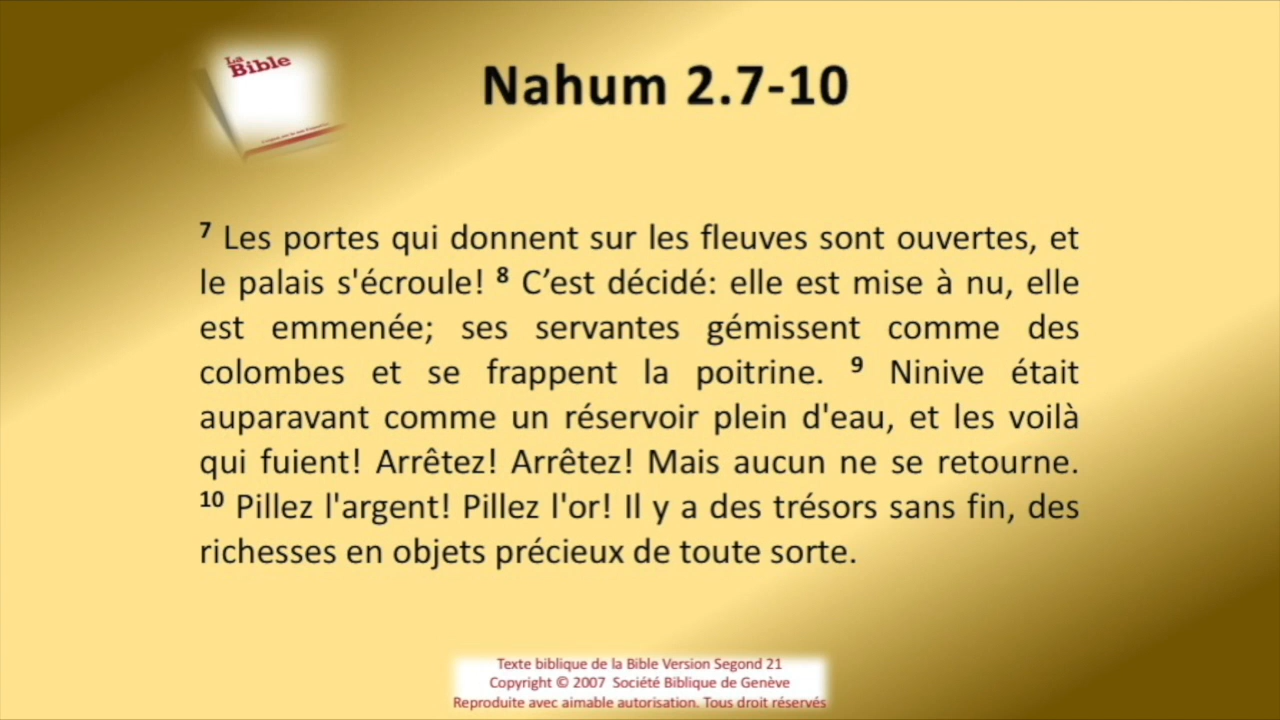 La
Bible
Nahum 2.7-10
7 Les portes qui donnent sur les fleuves sont ouvertes, et
le palais s'écroule! 8 C’est décidé: elle est mise à nu, elle
est emmenée; ses servantes gémissent comme des
colombes et se frappent la poitrine. 9 Ninive était
auparavant comme un réservoir plein d'eau, et les voilà
qui fuient! Arrêtez! Arrêtez! Mais aucun ne se retourne.
10 Pillez l'argent! Pillez l'or! Il y a des trésors sans fin, des
richesses en objets précieux de toute sorte.
Texte biblique de la Bible Version Segond 21
Copyright © 2007 Société Biblique de Genève
Reproduite avec aimable autorisation. Tous droit réservés